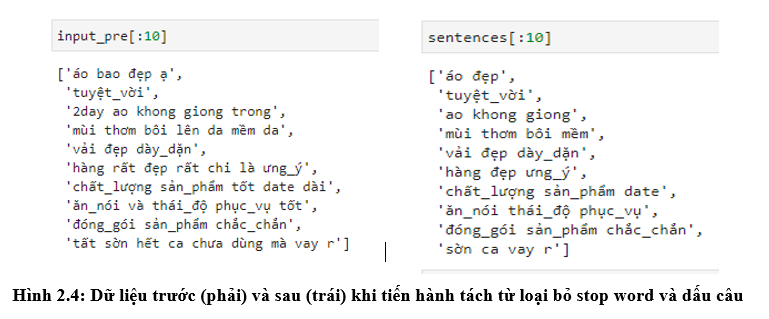 input_pre[:10]
['áo bao đẹp ạ',
'tuyệt_vời',
'2day ao khong giong trong',
'mùi thơm bôi lên da mềm da',
'vải đẹp dày_dặn',
'hàng rất đẹp rất chi là ưng_ý',
'chất_lượng sản_phẩm tốt date dài',
'ăn_nói và thái_độ phục_vụ tốt',
'đóng_gói sản_phẩm chắc_chắn',
'tất sờn hết ca chưa dùng mà vay r']
sentences[:10]
['áo đẹp',
'tuyệt_vời',
'ao khong giong',
'mùi thơm bôi mềm',
'vải đẹp dày_dặn',
'hàng đẹp ưng_ý',
'chất_lượng sản_phẩm date',
'ăn_nói thái_độ phục_vụ',
'đóng_gói sản_phẩm chắc_chắn',
'sờn ca vay r']
Hình 2.4: Dữ liệu trước (phải) và sau (trái) khi tiến hành tách từ loại bỏ stop word và dấu câu